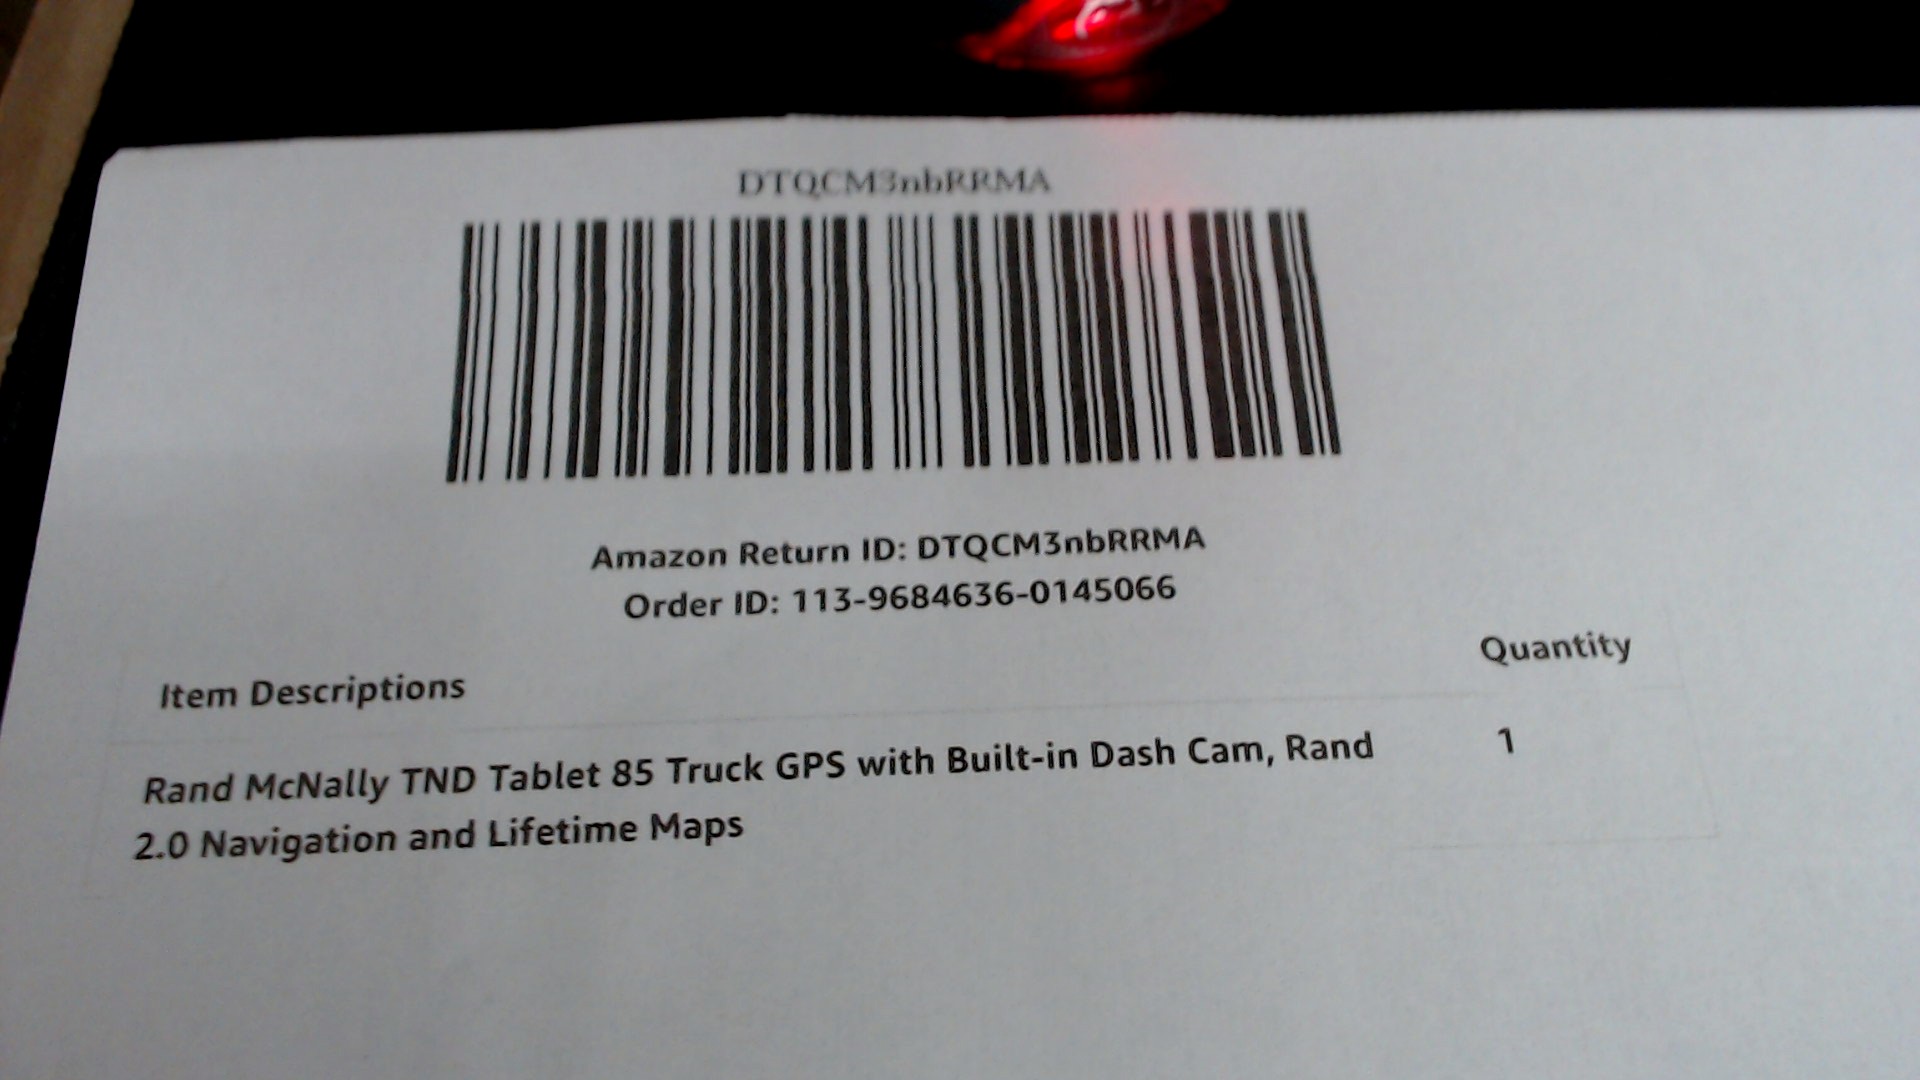 DTQCM3nbRRMA
Amazon Return ID: DTQCM3nbRRMA
Order ID: 113-9684636-0145066
Item Descriptions
Quantity
Rand McNally TND Tablet 85 Truck GPS with Built-in Dash Cam, Rand
1
2.0 Navigation and Lifetime Maps